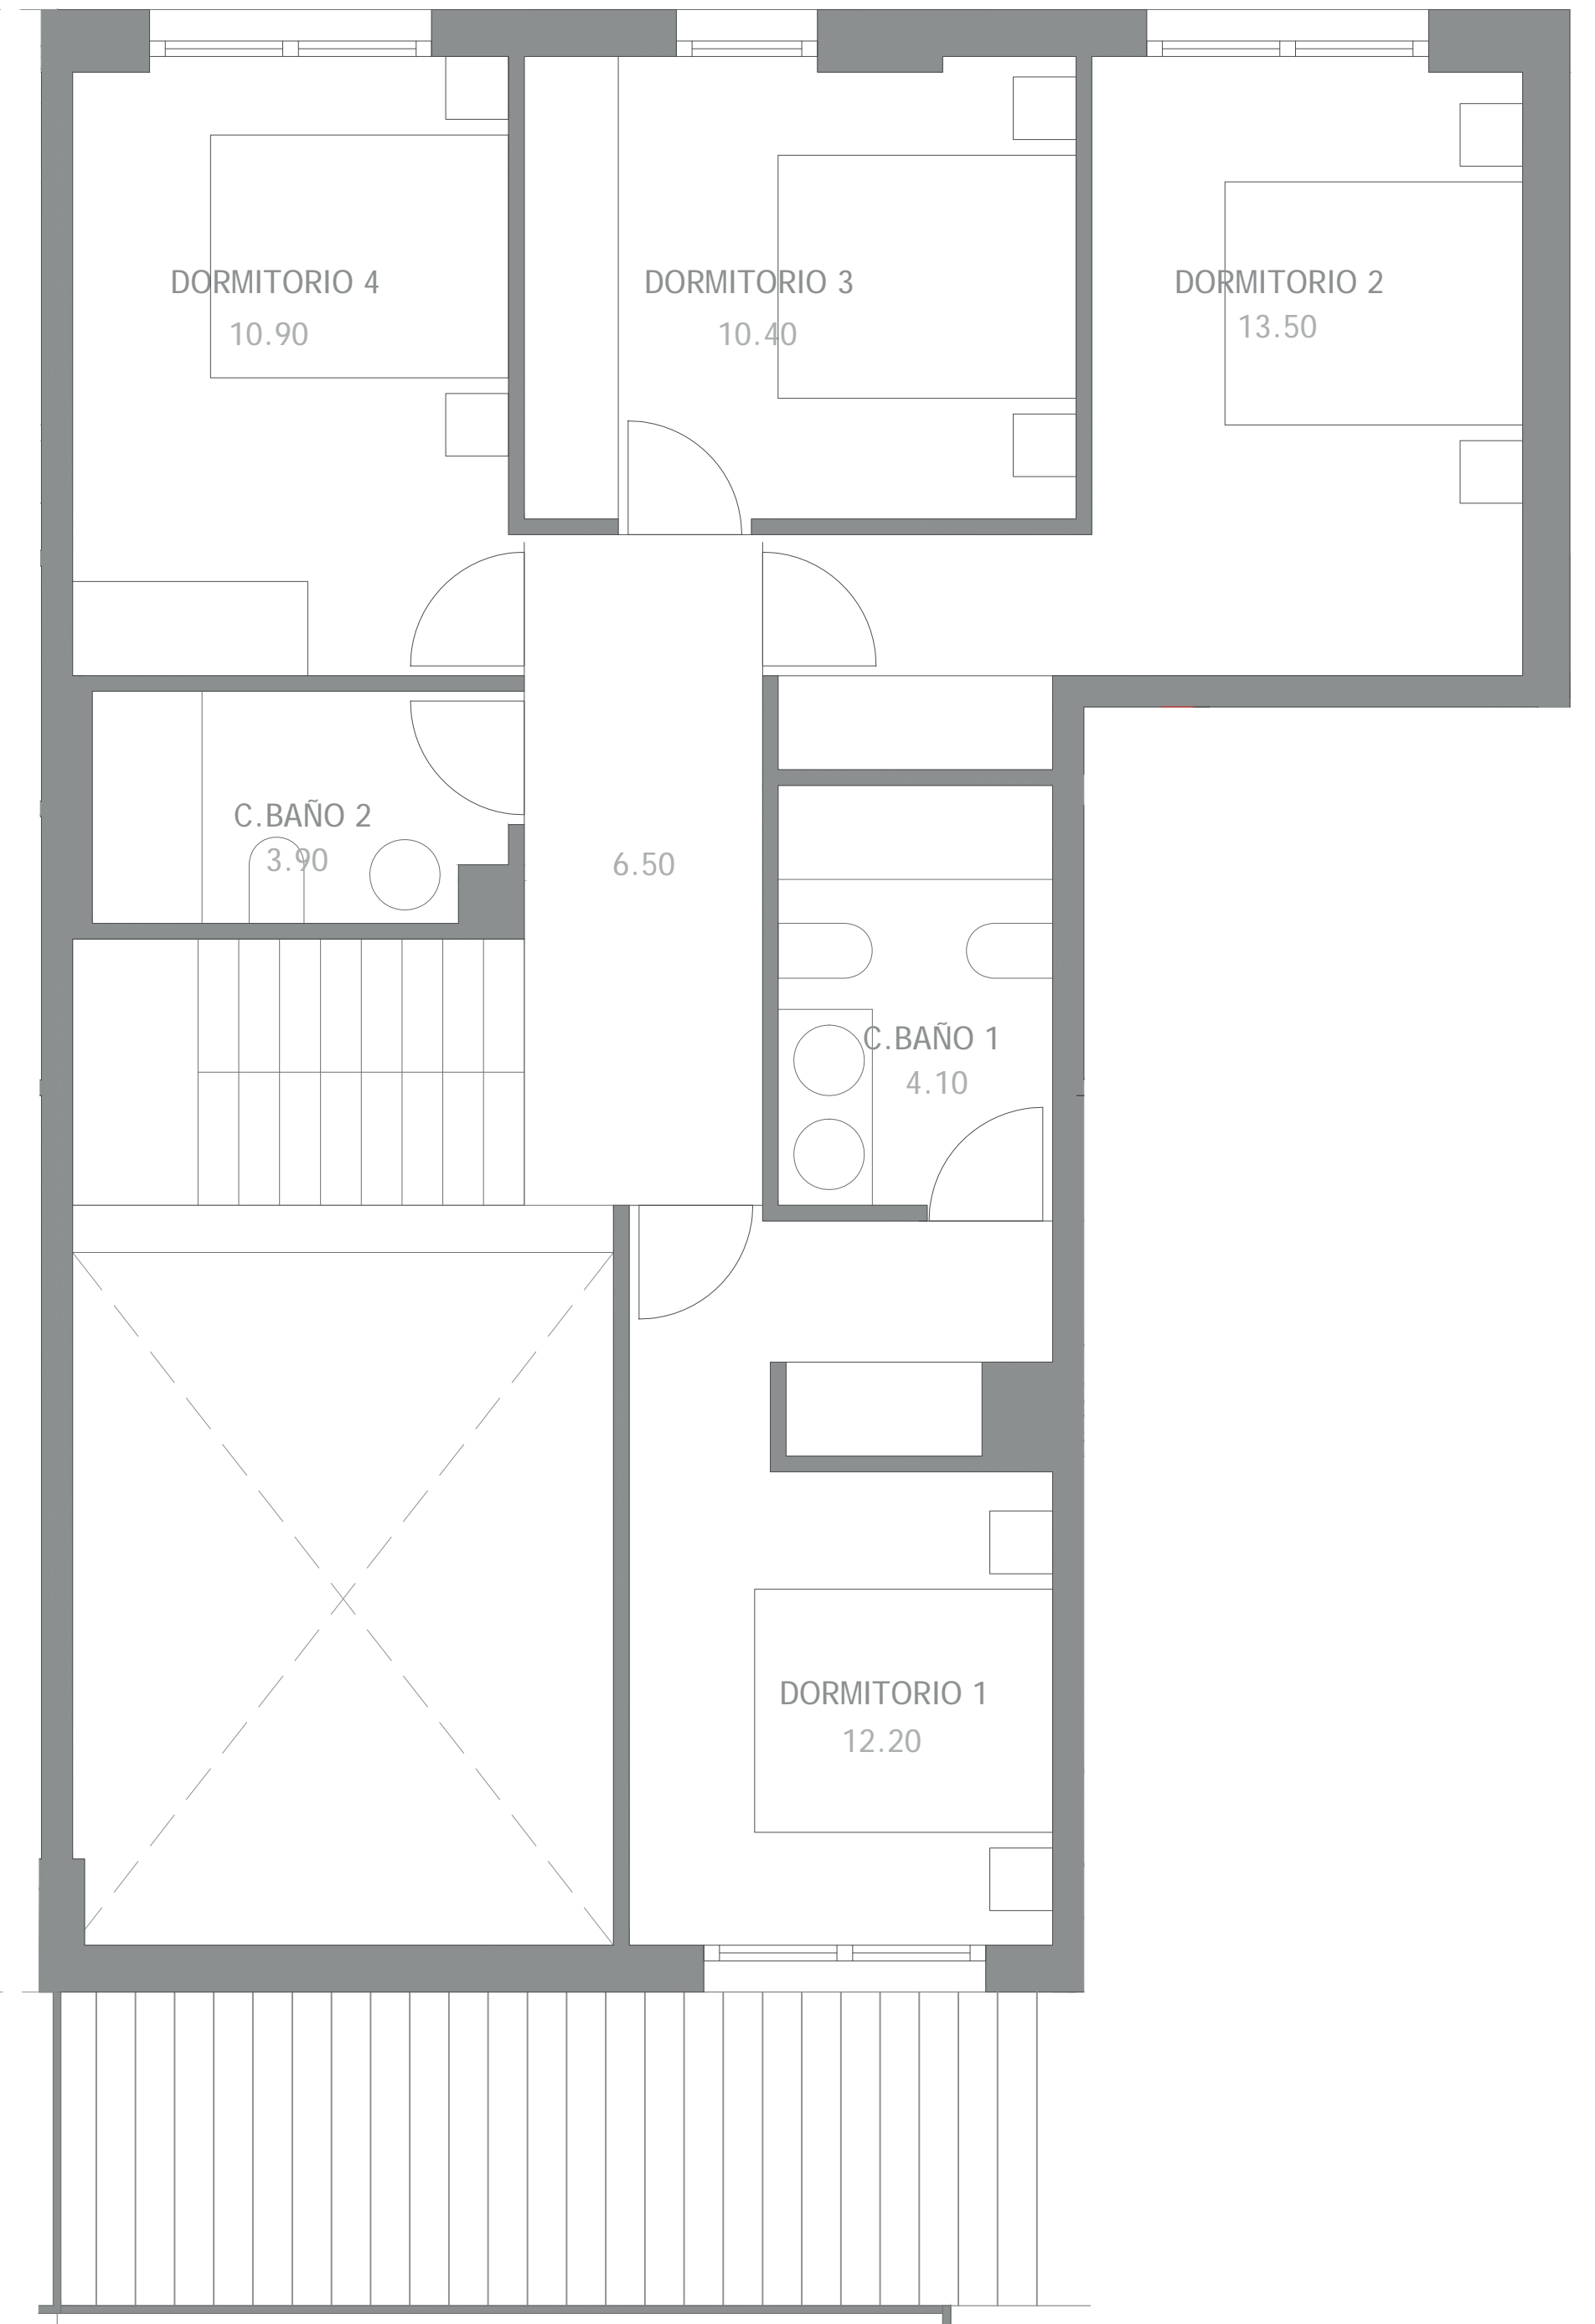 DORMITORIO 4
10.90
DORMITORIO 3
10.40
DORMITORIO 2
13.50
C.BAÑO 2
3.90
6.50
C.BAÑO 1
4.10
DORMITORIO 1
12.20